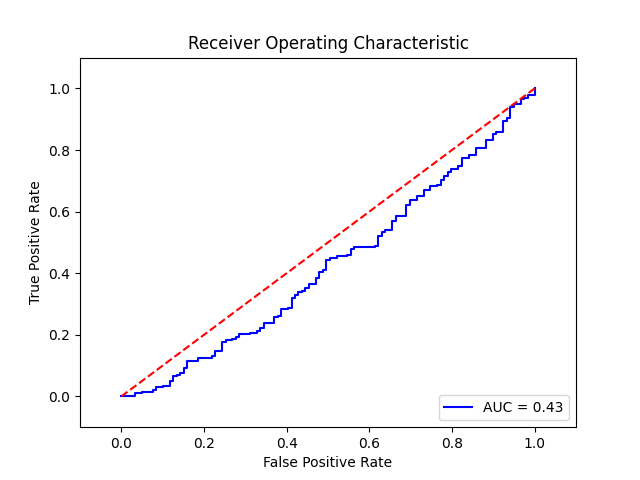 Receiver Operating Characteristic
True Positive Rate
1.0
0.8
0.6
0.4
0.2
0.0
AUC = 0.43
0.0 0.2 0.4 0.6 0.8 1.0
False Positive Rate